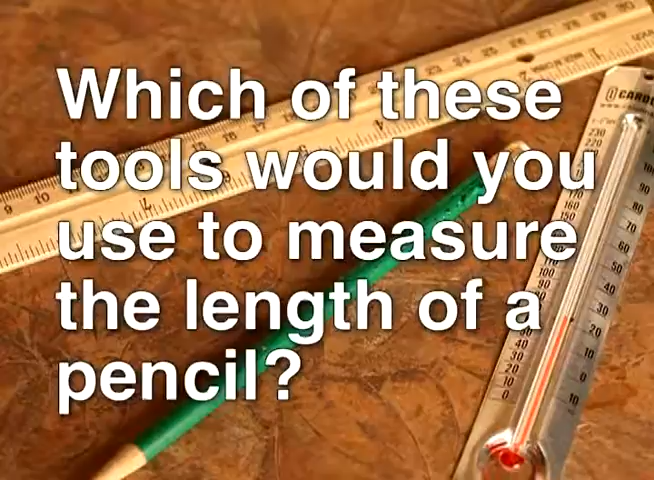 Which of these
tools would you
use to measure
the length of a
pencil?